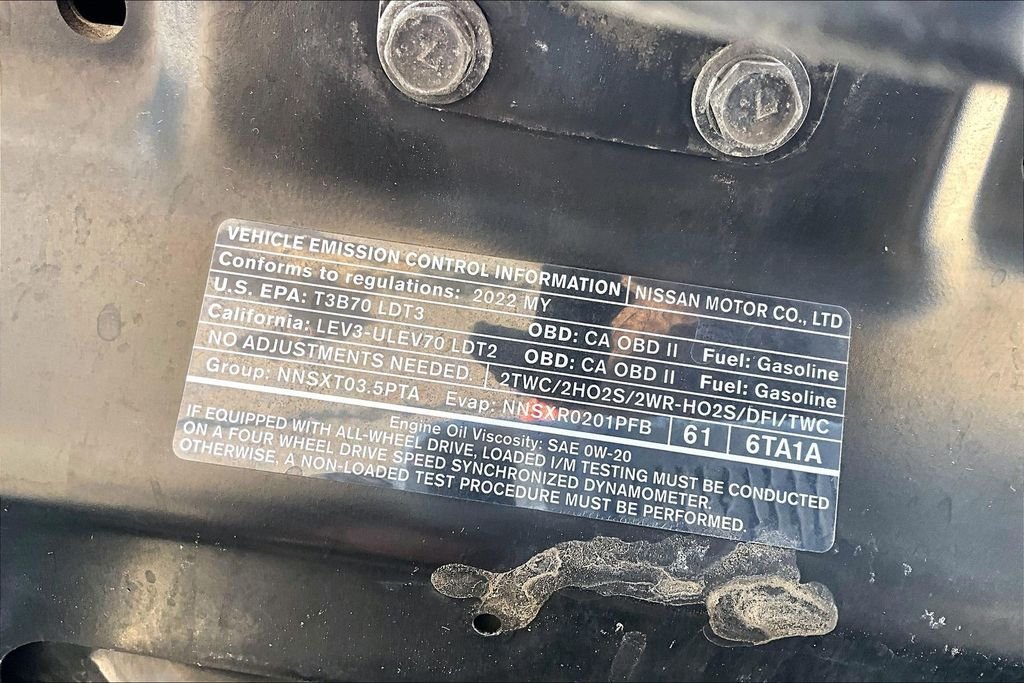 VEHICLE EMISSION CONTROL INFORMATION NISSAN MOTOR CO., LTD
Conforms to regulations: 2022 MY
U.S. EPA: T3B70 LDT3 OBD: CA OBD II Fuel: Gasoline
California: LEV3-ULEV70 LDT2 OBD: CA OBD II Fuel: Gasoline
NO ADJUSTMENTS NEEDED. 2TWC/2HO2S/2WR-HO2S/DFI/TWC
Group: NNSXT03.5PTA Evap: NNSXR0201PFB 61 6TA1A
Engine Oil Viscosity: SAE 0W-20
IF EQUIPPED WITH ALL-WHEEL DRIVE, LOADED I/M TESTING MUST BE CONDUCTED
ON A FOUR WHEEL DRIVE SPEED SYNCHRONIZED DYNAMOMETER.
OTHERWISE, A NON-LOADED TEST PROCEDURE MUST BE PERFORMED.